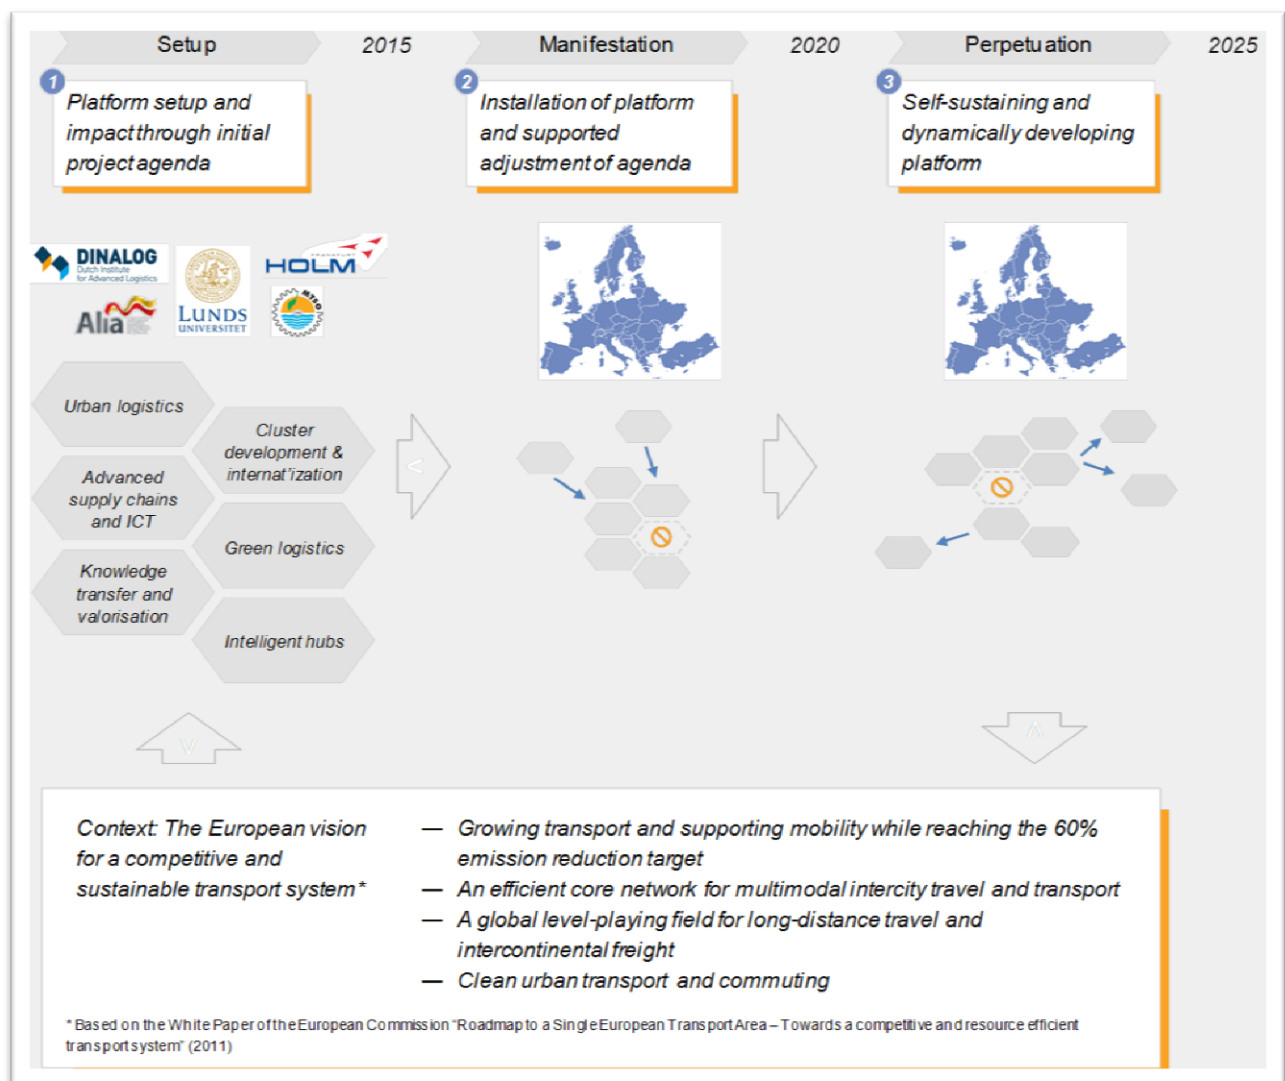 Setup
2015
Manifestation
2020
Perpetuation
2025
1
Platform setup and
impact through initial
project agenda
2
Installation of platform
and supported
adjustment of agenda
3
Self-sustaining and
dynamically developing
platform
DINALOG
Dutch Institute
for Advanced Logistics
Alia
LUNDS
UNIVERSITET
FRANKFURT
HOLM
MTSO
Urban logistics
Advanced
supply chains
and ICT
Knowledge
transfer and
valorisation
Cluster
development &
internat'ization
Green logistics
Intelligent hubs
<
V
Context: The European vision
for a competitive and
sustainable transport system*
— Growing transport and supporting mobility while reaching the 60%
emission reduction target
— An efficient core network for multimodal intercity travel and transport
— A global level-playing field for long-distance travel and
intercontinental freight
— Clean urban transport and commuting
* Based on the White Paper of the European Commission "Roadmap to a Single European Transport Area – Towards a competitive and resource efficient
transport system" (2011)